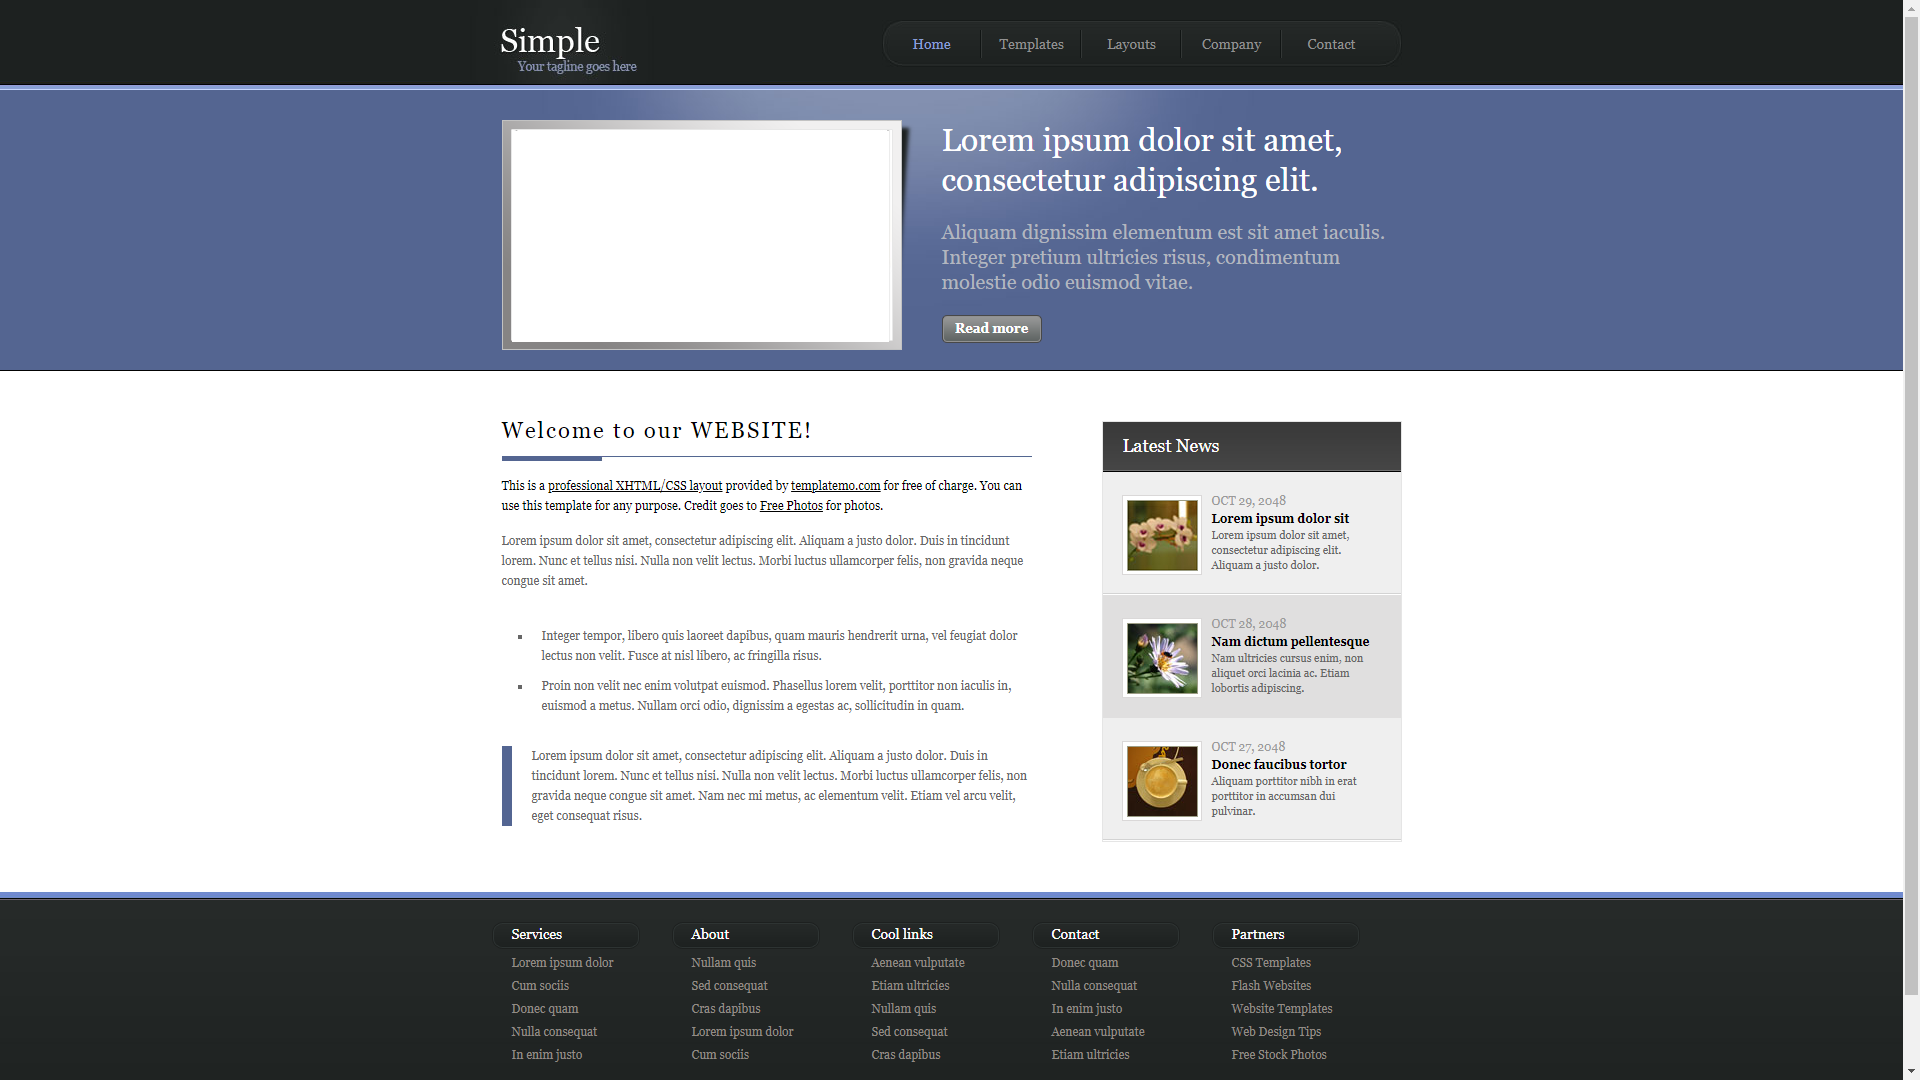 Simple
Your tagline goes here
Home
Templates
Layouts
Company
Contact
Lorem ipsum dolor sit amet,
consectetur adipiscing elit.
Aliquam dignissim elementum est sit amet iaculis.
Integer pretium ultricies risus, condimentum
molestie odio euismod vitae.
Read more
Welcome to our WEBSITE!
This is a professional XHTML/CSS layout provided by templatemo.com for free of charge. You can
use this template for any purpose. Credit goes to Free Photos for photos.
Lorem ipsum dolor sit amet, consectetur adipiscing elit. Aliquam a justo dolor. Duis in tincidunt
lorem. Nunc et tellus nisi. Nulla non velit lectus. Morbi luctus ullamcorper felis, non gravida neque
congue sit amet.
Integer tempor, libero quis laoreet dapibus, quam mauris hendrerit urna, vel feugiat dolor
lectus non velit. Fusce at nisl libero, ac fringilla risus.
Proin non velit nec enim volutpat euismod. Phasellus lorem velit, porttitor non iaculis in,
euismod a metus. Nullam orci odio, dignissim a egestas ac, sollicitudin in quam.
Lorem ipsum dolor sit amet, consectetur adipiscing elit. Aliquam a justo dolor. Duis in
tincidunt lorem. Nunc et tellus nisi. Nulla non velit lectus. Morbi luctus ullamcorper felis, non
gravida neque congue sit amet. Nam nec mi metus, ac elementum velit. Etiam vel arcu velit,
eget consequat risus.
Latest News
OCT 29, 2048
Lorem ipsum dolor sit
Lorem ipsum dolor sit amet,
consectetur adipiscing elit.
Aliquam a justo dolor.
OCT 28, 2048
Nam dictum pellentesque
Nam ultricies cursus enim, non
aliquet orci lacinia ac. Etiam
lobortis adipiscing.
OCT 27, 2048
Donec faucibus tortor
Aliquam porttitor nibh in erat
porttitor in accumsan dui
pulvinar.
Services
Lorem ipsum dolor
Cum sociis
Donec quam
Nulla consequat
In enim justo
About
Nullam quis
Sed consequat
Cras dapibus
Lorem ipsum dolor
Cum sociis
Cool links
Aenean vulputate
Etiam ultricies
Nullam quis
Sed consequat
Cras dapibus
Contact
Donec quam
Nulla consequat
In enim justo
Aenean vulputate
Etiam ultricies
Partners
CSS Templates
Flash Websites
Website Templates
Web Design Tips
Free Stock Photos